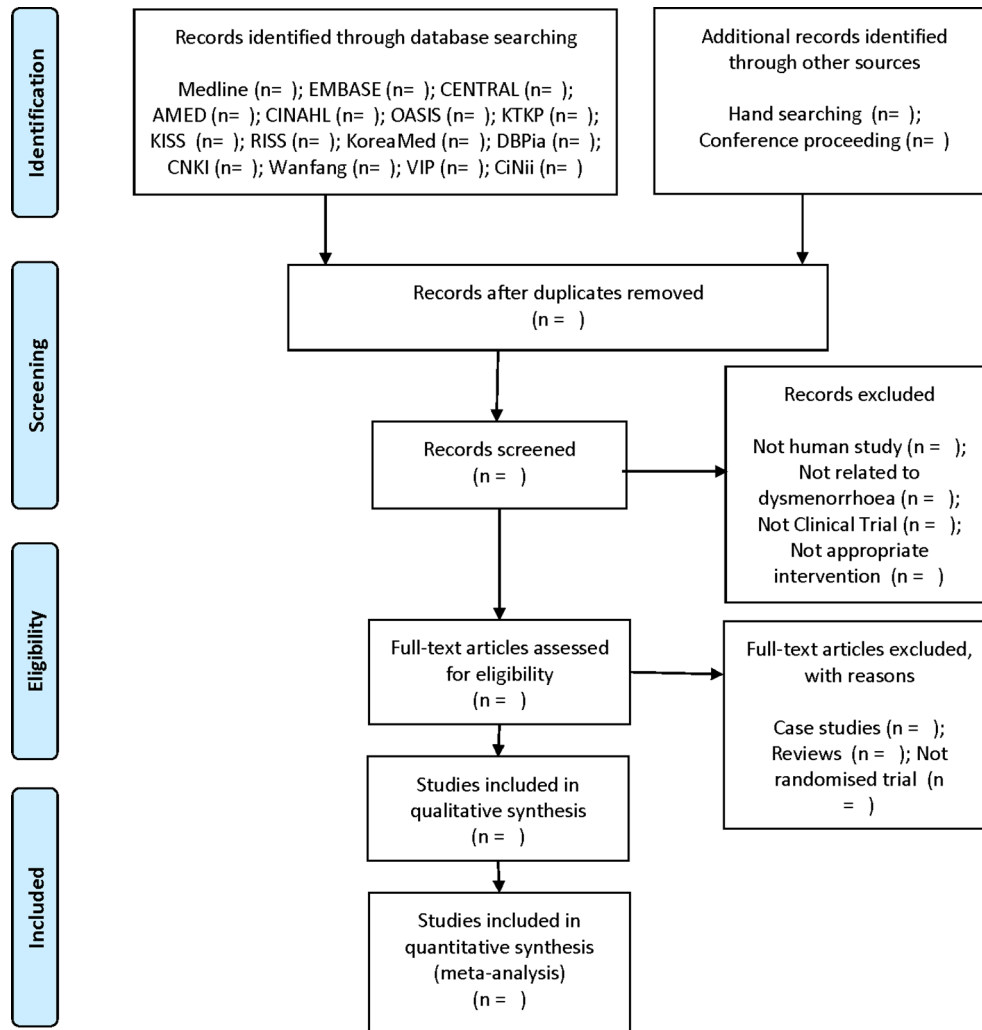 Identification
Records identified through database searching
Medline (n=  ); EMBASE (n=  ); CENTRAL (n=  );
AMED (n=  ); CINAHL (n=  ); OASIS (n=  ); KTKP (n=  );
KISS  (n=  ); RISS (n=  ); KoreaMed (n=  ); DBPia (n=  );
CNKI (n=  ); Wanfang (n=  ); VIP (n=  ); CiNii (n=  )
Additional records identified
through other sources
Hand searching  (n=  );
Conference proceeding (n=  )
Screening
Records after duplicates removed
(n =   )
Records screened
(n =   )
Records excluded
Not human study (n =   );
Not related to
dysmenorrhoea (n =   );
Not Clinical Trial (n =   );
Not appropriate
intervention  (n =   )
Eligibility
Full-text articles assessed
for eligibility
(n =   )
Full-text articles excluded,
with reasons
Case studies (n =   );
Reviews  (n =   ); Not
randomised trial  (n
=   )
Included
Studies included in
qualitative synthesis
(n =   )
Studies included in
quantitative synthesis
(meta-analysis)
(n =   )